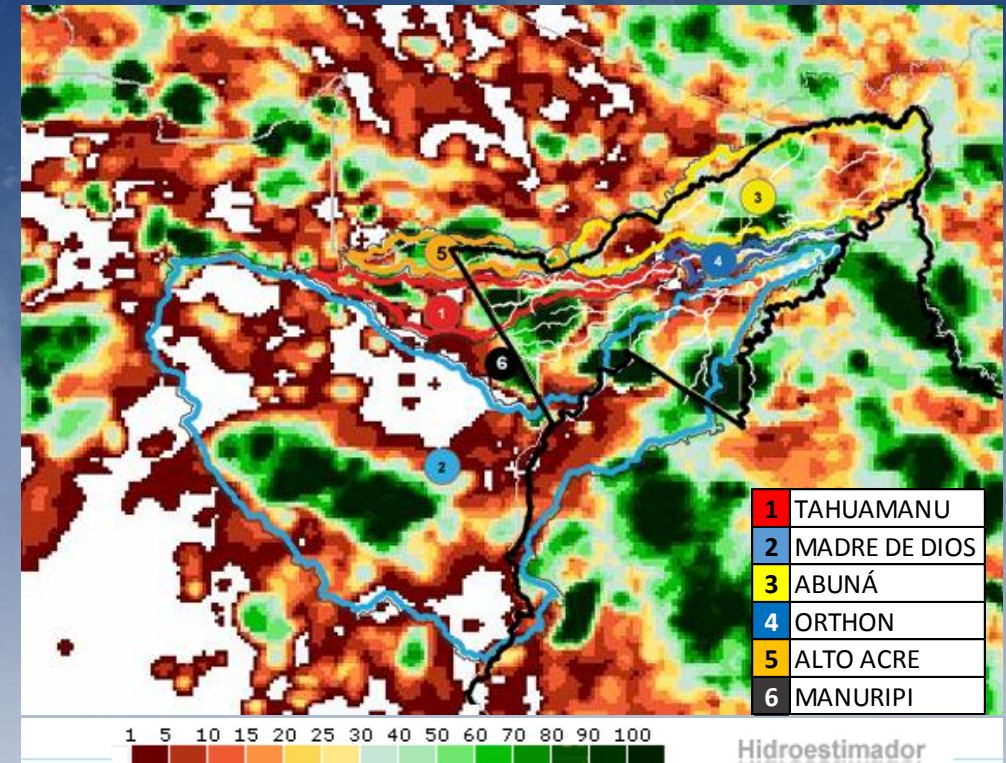 3
5
4
1
6
2
1 TAHUAMANU
2 MADRE DE DIOS
3 ABUNÁ
4 ORTHON
5 ALTO ACRE
6 MANURIPI
1 5 10 15 20 25 30 40 50 60 70 80 90 100
Hidroestimador